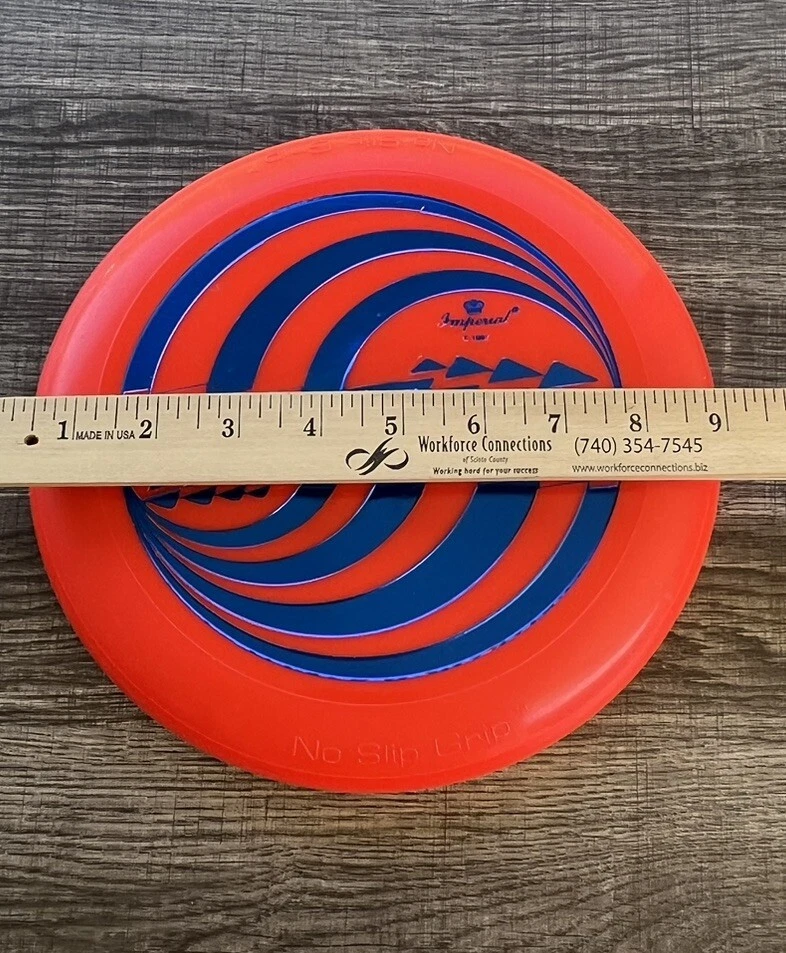 Imperial®
1 MADE IN USA 2 3 4 5 6 7 8 9
Workforce Connections
of Scioto County
Working hard for your success
(740) 354-7545
www.workforceconnections.biz
No Slip Grip